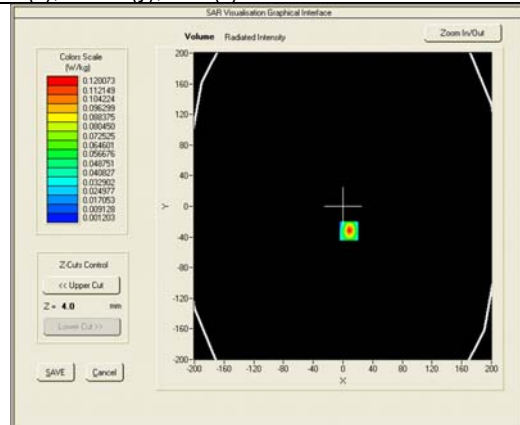 SAR Visualisation Graphical Interface
Colors Scale
(W/kg)
0.120073
0.112149
0.104224
0.096299
0.088375
0.080450
0.072525
0.064601
0.056676
0.048751
0.040827
0.032902
0.024977
0.017053
0.009128
0.001203
Z-Cuts Control
<< Upper Cut
Z = 4.0 mm
Lower Cut >>
SAVE Cancel
Volume Radiated Intensity
Zoom In/Out
200
160
120
80
40
Y 0
-40
-80
-120
-160
-200
-200 -160 -120 -80 -40 0 40 80 120 160 200
X